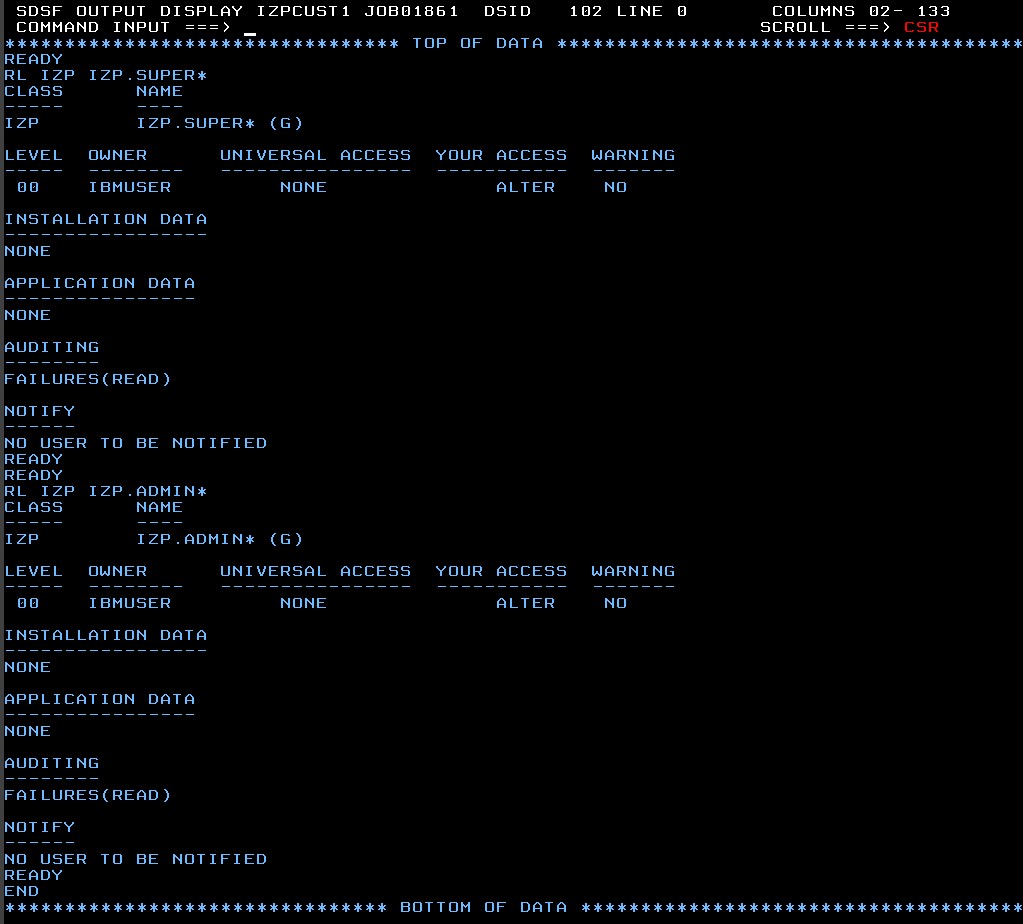 SDSF OUTPUT DISPLAY IZPCUST1 JOB01861  DSID   102 LINE 0       COLUMNS 02- 133
COMMAND INPUT ===> _                                            SCROLL ===> CSR
********************************* TOP OF DATA ***************************************
READY
RL IZP IZP.SUPER*
CLASS      NAME
-----      ----
IZP        IZP.SUPER* (G)
LEVEL  OWNER      UNIVERSAL ACCESS  YOUR ACCESS  WARNING
-----  --------   ----------------  -----------  -------
 00    IBMUSER         NONE              ALTER    NO
INSTALLATION DATA
-----------------
NONE
APPLICATION DATA
----------------
NONE
AUDITING
--------
FAILURES(READ)
NOTIFY
------
NO USER TO BE NOTIFIED
READY
READY
RL IZP IZP.ADMIN*
CLASS      NAME
-----      ----
IZP        IZP.ADMIN* (G)
LEVEL  OWNER      UNIVERSAL ACCESS  YOUR ACCESS  WARNING
-----  --------   ----------------  -----------  -------
 00    IBMUSER         NONE              ALTER    NO
INSTALLATION DATA
-----------------
NONE
APPLICATION DATA
----------------
NONE
AUDITING
--------
FAILURES(READ)
NOTIFY
------
NO USER TO BE NOTIFIED
READY
END
******************************** BOTTOM OF DATA *************************************